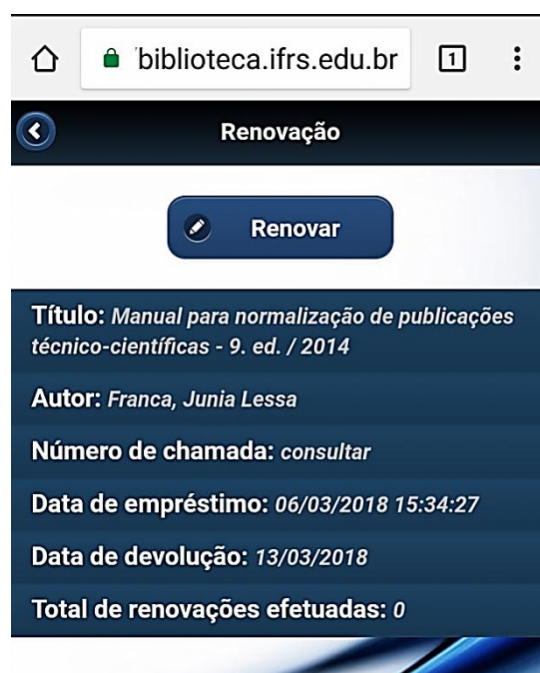 biblioteca.ifrs.edu.br 1
Renovação
Renovar
Título: Manual para normalização de publicações
técnico-científicas - 9. ed. / 2014
Autor: Franca, Junia Lessa
Número de chamada: consultar
Data de empréstimo: 06/03/2018 15:34:27
Data de devolução: 13/03/2018
Total de renovações efetuadas: 0